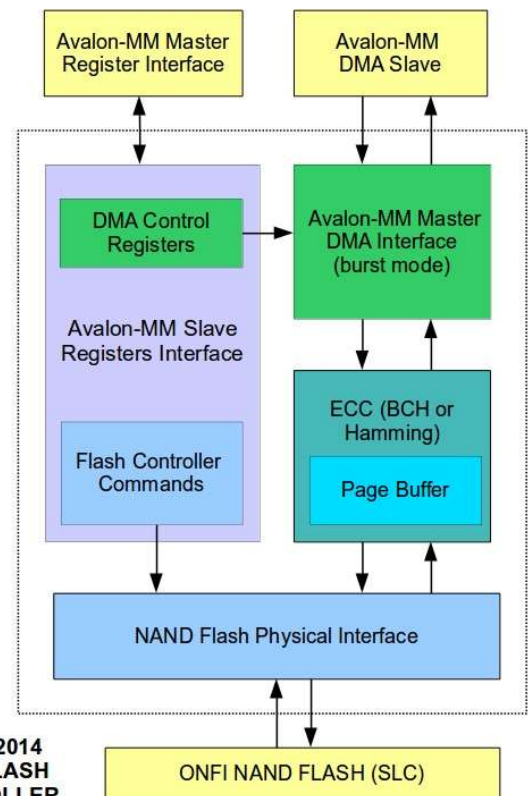 Avalon-MM Master
Register Interface
Avalon-MM
DMA Slave
DMA Control
Registers
Avalon-MM Master
DMA Interface
(burst mode)
Avalon-MM Slave
Registers Interface
ECC (BCH or
Hamming)
Flash Controller
Commands
Page Buffer
NAND Flash Physical Interface
2014
ONFI NAND FLASH (SLC)